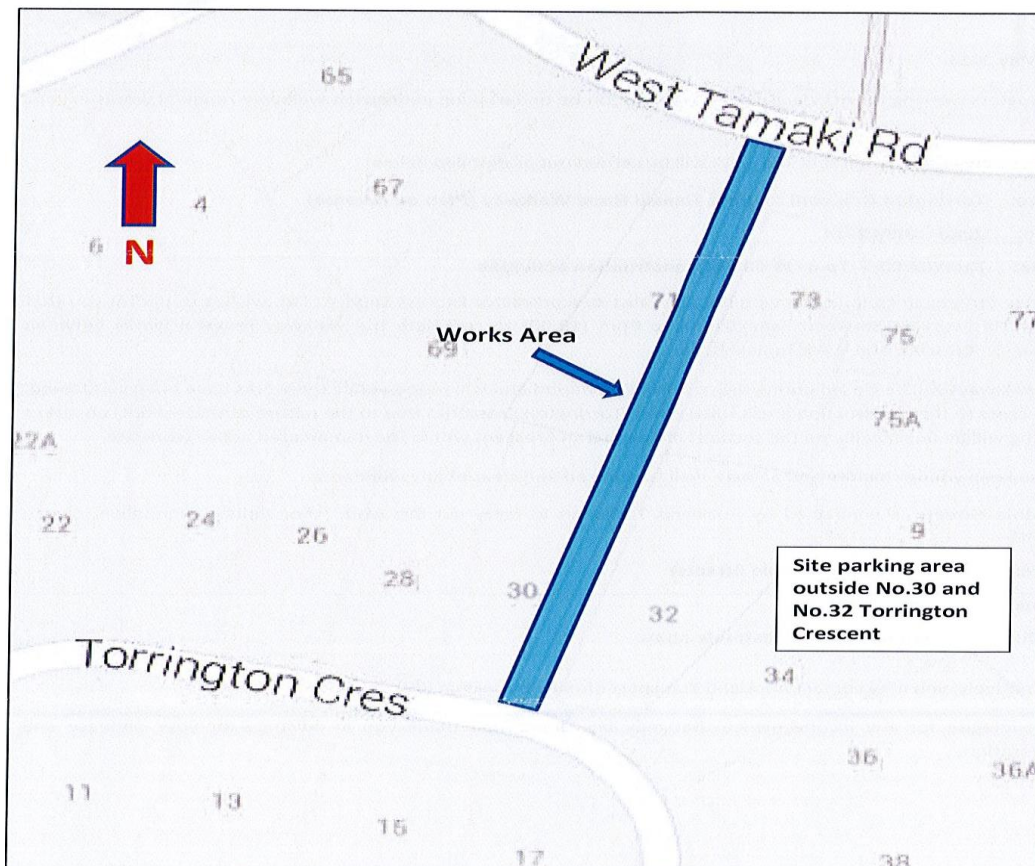 65
West Tamaki Rd
67
4
6
N
71
73
77
75
Works Area
69
75A
22A
22
24
26
9
28
30
32
Site parking area
outside No.30 and
No.32 Torrington
Crescent
34
Torrington Cres
36
36A
11
13
15
17
38